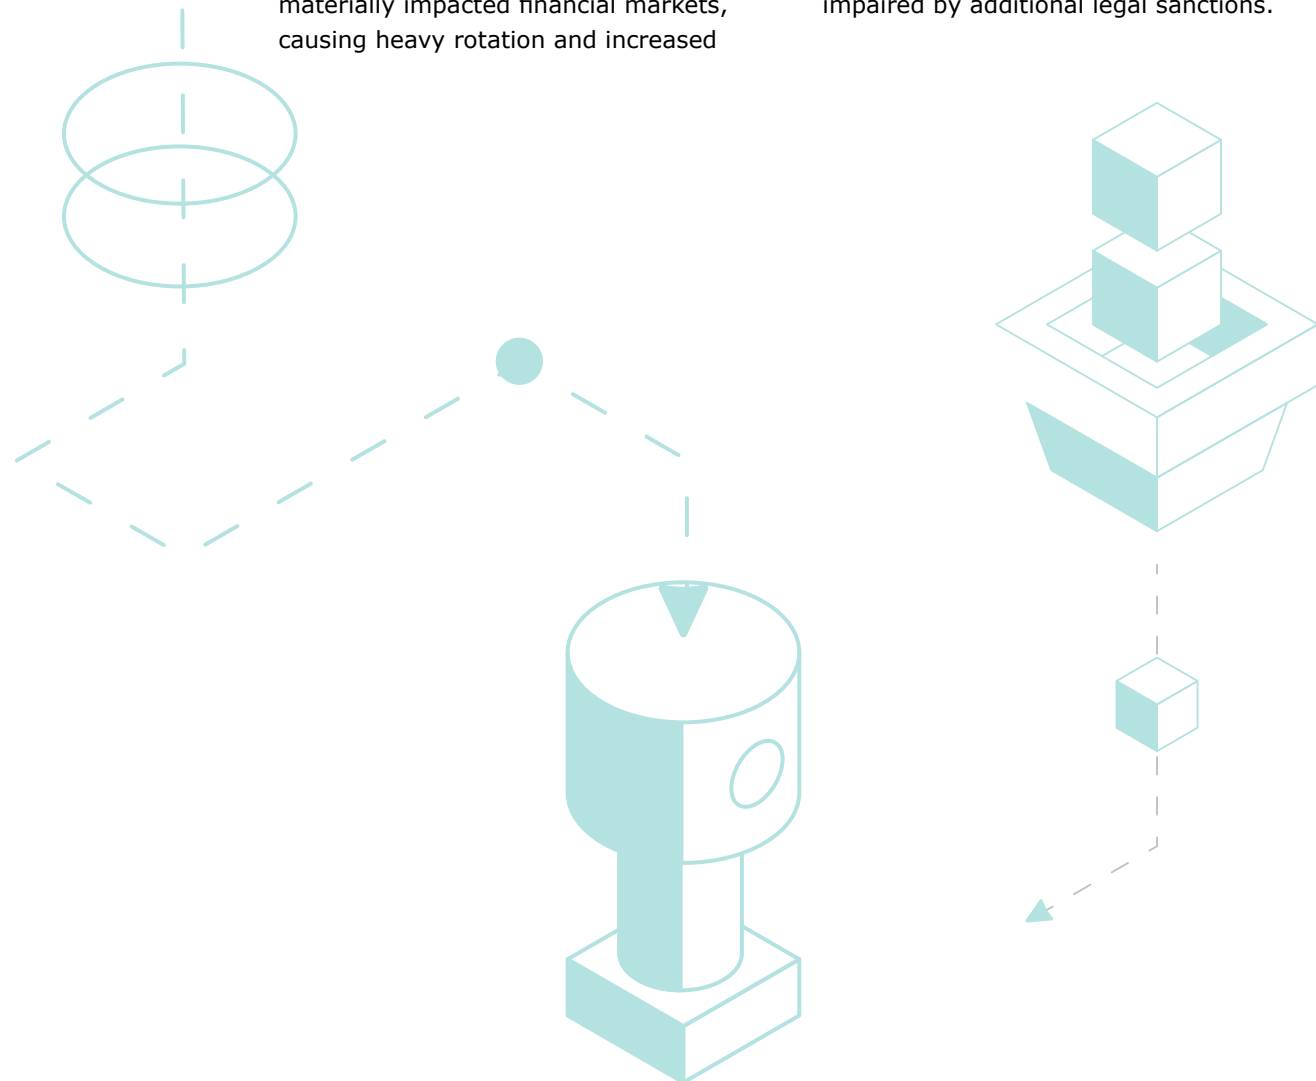 materially impacted financial markets,
causing heavy rotation and increased
impaired by additional legal sanctions.